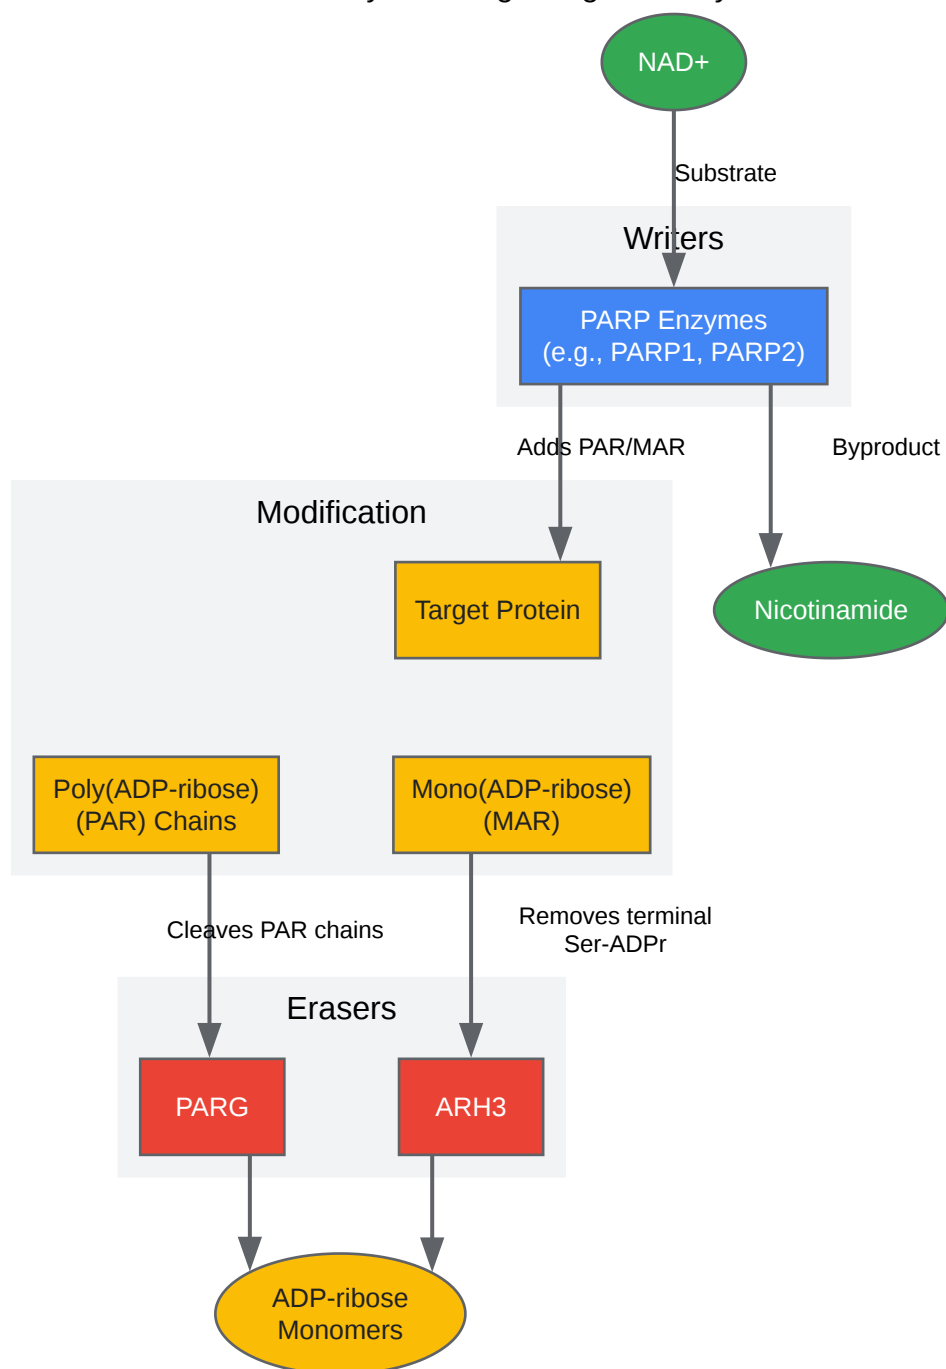 NAD+
Substrate
Writers
PARP Enzymes
(e.g., PARP1, PARP2)
Adds PAR/MAR
Byproduct
Modification
Target Protein
Nicotinamide
Poly(ADP-ribose)
(PAR) Chains
Mono(ADP-ribose)
(MAR)
Cleaves PAR chains
Removes terminal
Ser-ADPr
Erasers
PARG
ARH3
ADP-ribose
Monomers